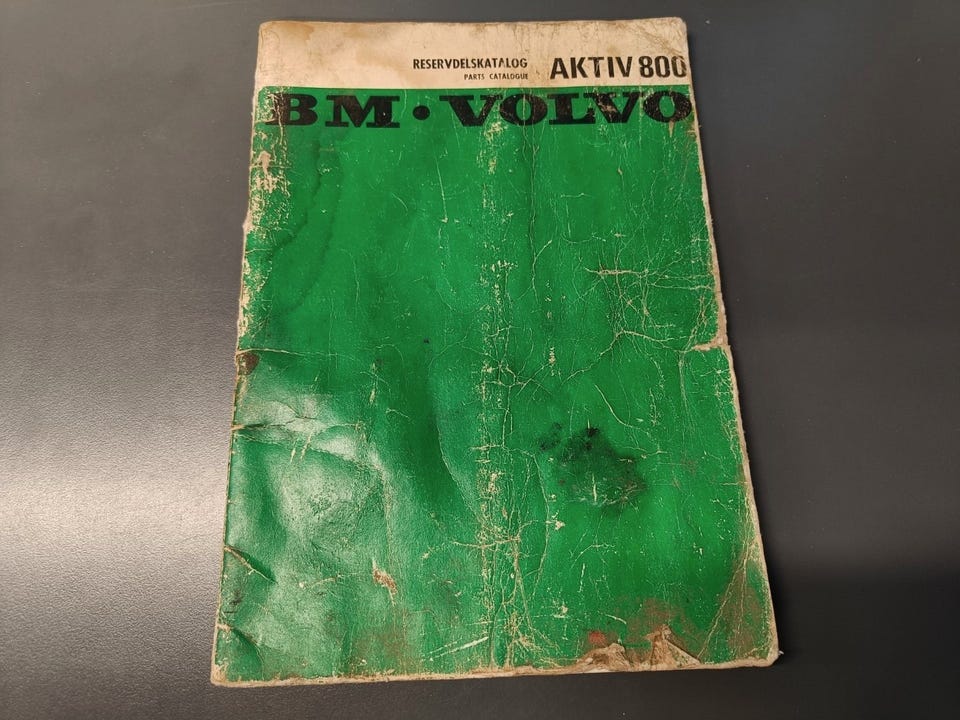 RESERVDELSKATALOG AKTIV 800
PARTS CATALOGUE
BM · VOLVO